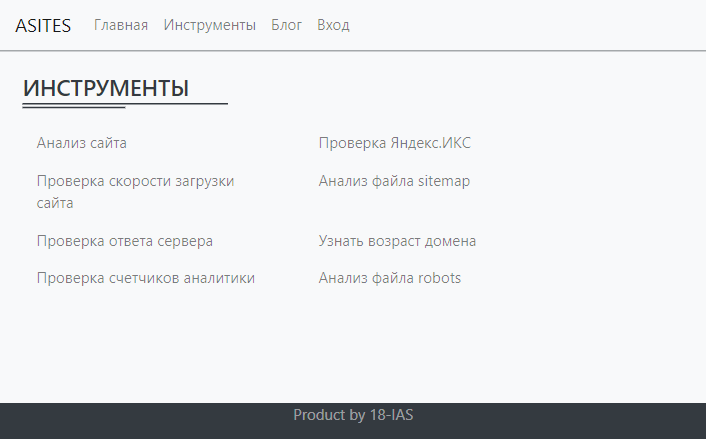 ASITES Главная Инструменты Блог Вход
ИНСТРУМЕНТЫ
Анализ сайта Проверка Яндекс.ИКС
Проверка скорости загрузки Анализ файла sitemap
сайта
Проверка ответа сервера Узнать возраст домена
Проверка счетчиков аналитики Анализ файла robots
Product by 18-IAS